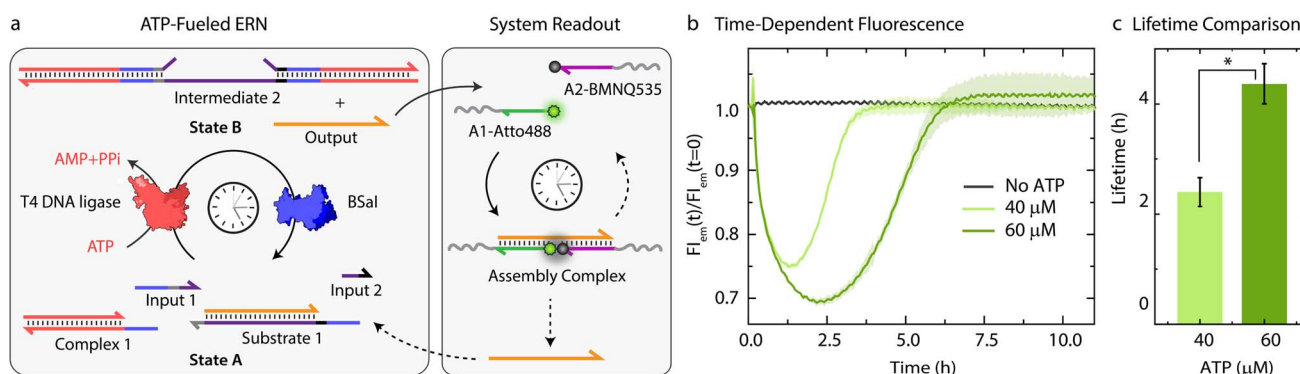 a
ATP-Fueled ERN
System Readout
Intermediate 2
+
Output
State B
AMP+PPi
T4 DNA ligase
BSaI
ATP
Input 1
Input 2
Complex 1
Substrate 1
State A
A2-BMNQ535
A1-Atto488
Assembly Complex
b Time-Dependent Fluorescence
FI_em(t)/FI_em(t=0)
1.0
0.9
0.8
0.7
No ATP
40 µM
60 µM
0 2.5 5.0 7.5 10.0
Time (h)
c Lifetime Comparison
*
Lifetime (h)
4
2
0
40 60
ATP (µM)